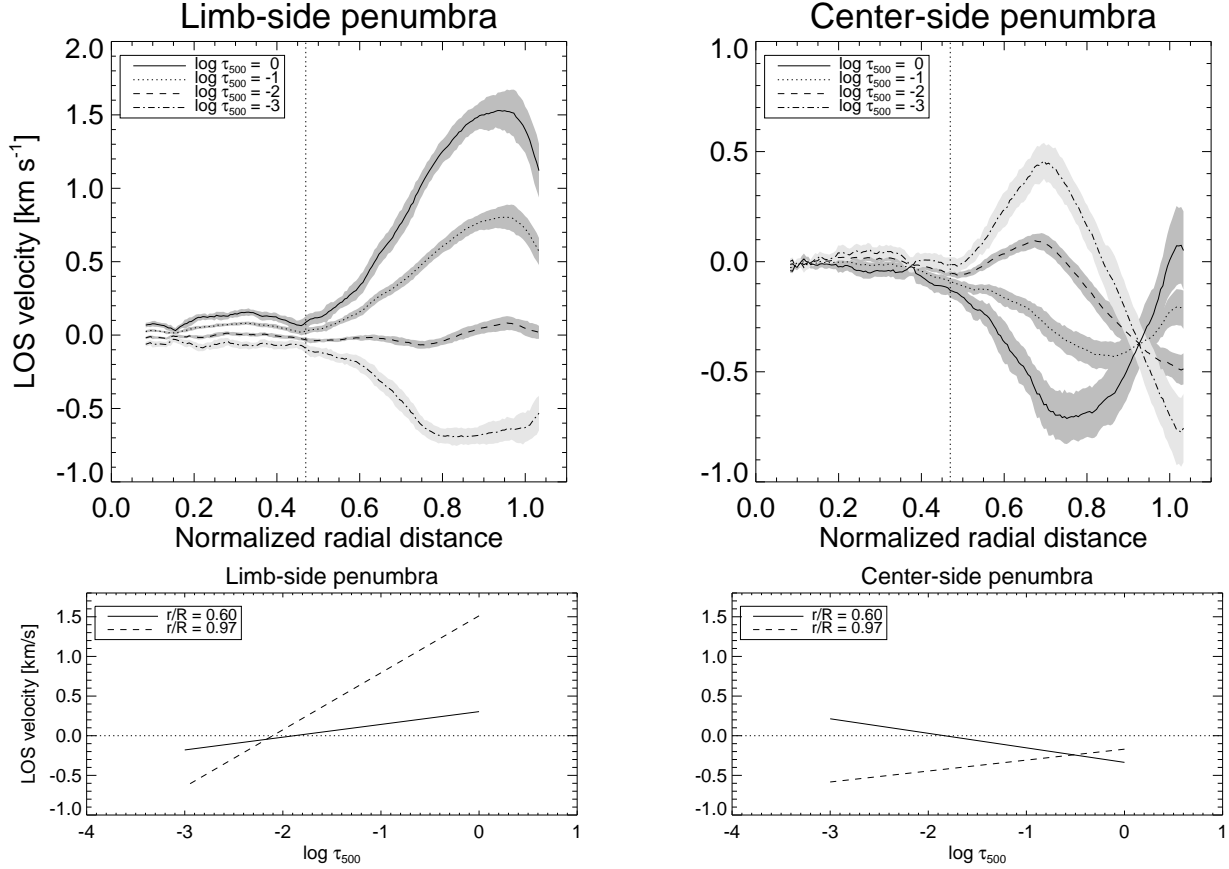 Limb-side penumbra
log τ500 = 0
log τ500 = -1
log τ500 = -2
log τ500 = -3
LOS velocity [km s-1]
2.0
1.5
1.0
0.5
0.0
-0.5
-1.0
0.0 0.2 0.4 0.6 0.8 1.0
Normalized radial distance
Center-side penumbra
log τ500 = 0
log τ500 = -1
log τ500 = -2
log τ500 = -3
1.0
0.5
0.0
-0.5
-1.0
0.0 0.2 0.4 0.6 0.8 1.0
Normalized radial distance
Limb-side penumbra
r/R = 0.60
r/R = 0.97
LOS velocity [km/s]
1.5
1.0
0.5
0.0
-0.5
-1.0
-4 -3 -2 -1 0 1
log τ500
Center-side penumbra
r/R = 0.60
r/R = 0.97
1.5
1.0
0.5
0.0
-0.5
-1.0
-4 -3 -2 -1 0 1
log τ500